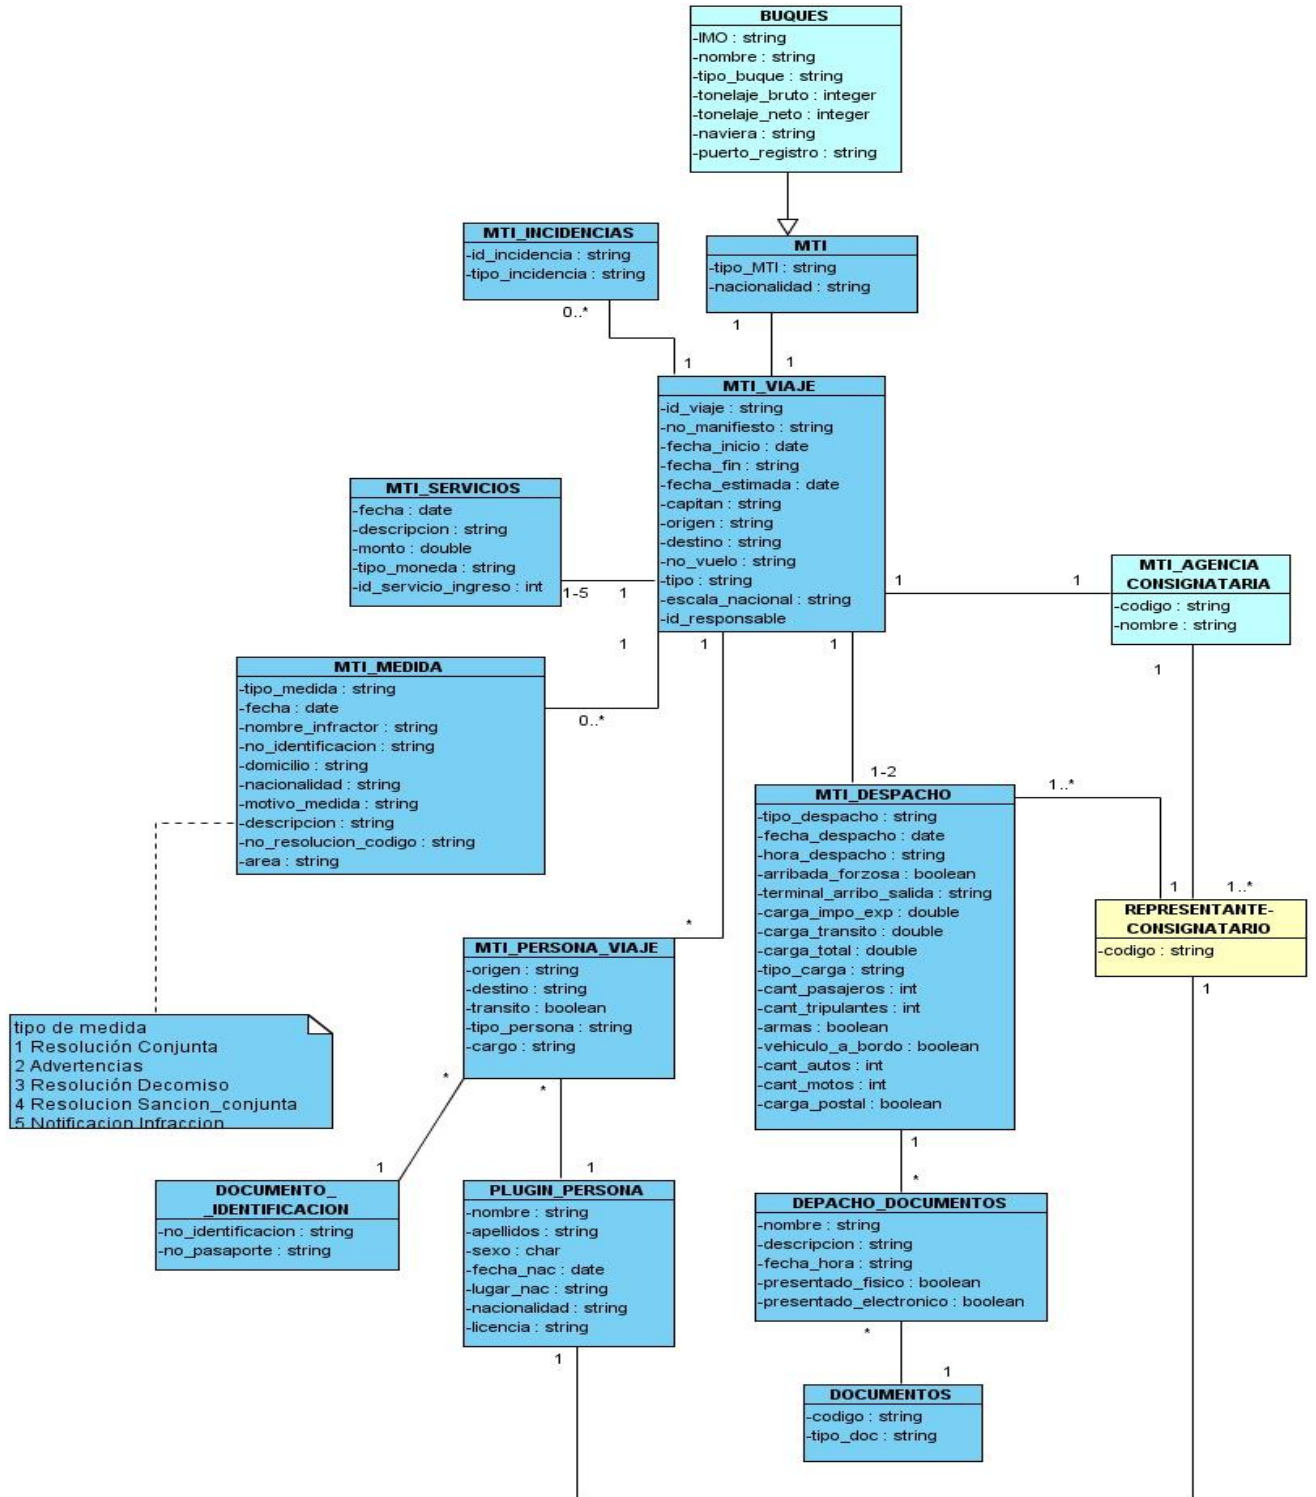 BUQUES
-IMO : string
-nombre : string
-tipo_buque : string
-tonelaje_bruto : integer
-tonelaje_neto : integer
-naviera : string
-puerto_registro : string
MTI_INCIDENCIAS
-id_incidencia : string
-tipo_incidencia : string
MTI
-tipo_MTI : string
-nacionalidad : string
0..*
1
1
1
MTI_VIAJE
-id_viaje : string
-no_manifiesto : string
-fecha_inicio : date
-fecha_fin : string
-fecha_estimada : date
-capitan : string
-origen : string
-destino : string
-no_vuelo : string
-tipo : string
-escala_nacional : string
-id_responsable
MTI_SERVICIOS
-fecha : date
-descripcion : string
-monto : double
-tipo_moneda : string
-id_servicio_ingreso : int
1-5
1
1
1
MTI_AGENCIA
CONSIGNATARIA
-codigo : string
-nombre : string
1
1
1
1
MTI_MEDIDA
-tipo_medida : string
-fecha : date
-nombre_infractor : string
-no_identificacion : string
-domicilio : string
-nacionalidad : string
-motivo_medida : string
-descripcion : string
-no_resolucion_codigo : string
-area : string
0..*
1-2
1..*
MTI_DESPACHO
-tipo_despacho : string
-fecha_despacho : date
-hora_despacho : string
-arribada_forzosa : boolean
-terminal_arribo_salida : string
-carga_impo_exp : double
-carga_transito : double
-carga_total : double
-tipo_carga : string
-cant_pasajeros : int
-cant_tripulantes : int
-armas : boolean
-vehiculo_a_bordo : boolean
-cant_autos : int
-cant_motos : int
-carga_postal : boolean
1
1..*
REPRESENTANTE-
CONSIGNATARIO
-codigo : string
1
*
MTI_PERSONA_VIAJE
-origen : string
-destino : string
-transito : boolean
-tipo_persona : string
-cargo : string
tipo de medida
1 Resolución Conjunta
2 Advertencias
3 Resolución Decomiso
4 Resolucion Sancion_conjunta
5 Notificacion Infraccion
*
*
1
1
1
*
DOCUMENTO_
_IDENTIFICACION
-no_identificacion : string
-no_pasaporte : string
PLUGIN_PERSONA
-nombre : string
-apellidos : string
-sexo : char
-fecha_nac : date
-lugar_nac : string
-nacionalidad : string
-licencia : string
1
DEPACHO_DOCUMENTOS
-nombre : string
-descripcion : string
-fecha_hora : string
-presentado_fisico : boolean
-presentado_electronico : boolean
*
1
DOCUMENTOS
-codigo : string
-tipo_doc : string